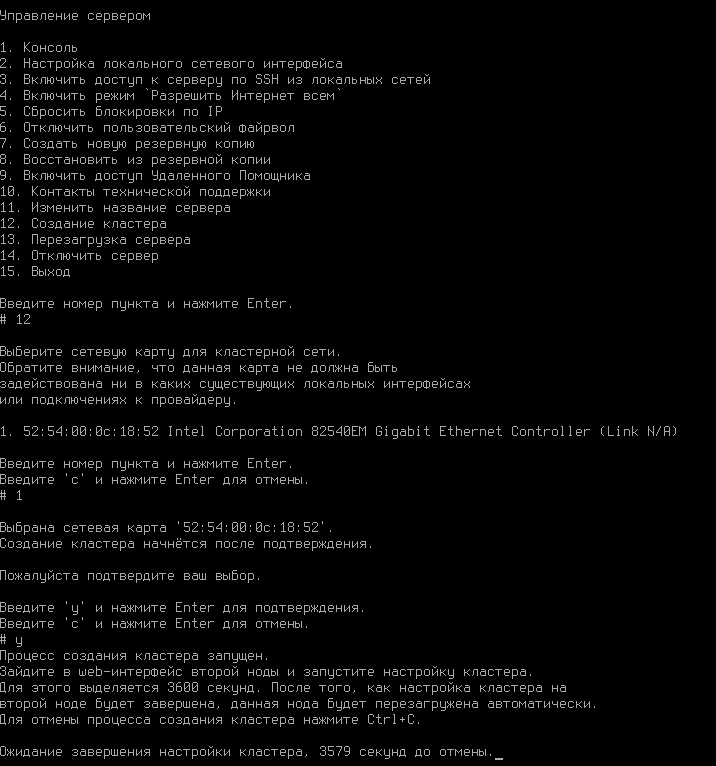 Управление сервером
1. Консоль
2. Настройка локального сетевого интерфейса
3. Включить доступ к серверу по SSH из локальных сетей
4. Включить режим `Разрешить Интернет всем`
5. Сбросить блокировки по IP
6. Отключить пользовательский файрвол
7. Создать новую резервную копию
8. Восстановить из резервной копии
9. Включить доступ Удаленного Помощника
10. Контакты технической поддержки
11. Изменить название сервера
12. Создание кластера
13. Перезагрузка сервера
14. Отключить сервер
15. Выход
Введите номер пункта и нажмите Enter.
# 12
Выберите сетевую карту для кластерной сети.
Обратите внимание, что данная карта не должна быть
задействована ни в каких существующих локальных интерфейсах
или подключениях к провайдеру.
1. 52:54:00:0c:18:52 Intel Corporation 82540EM Gigabit Ethernet Controller (Link N/A)
Введите номер пункта и нажмите Enter.
Введите 'c' и нажмите Enter для отмены.
# 1
Выбрана сетевая карта '52:54:00:0c:18:52'.
Создание кластера начнётся после подтверждения.
Пожалуйста подтвердите ваш выбор.
Введите 'y' и нажмите Enter для подтверждения.
Введите 'c' и нажмите Enter для отмены.
# y
Процесс создания кластера запущен.
Зайдите в web-интерфейс второй ноды и запустите настройку кластера.
Для этого выделяется 3600 секунд. После того, как настройка кластера на
второй ноде будет завершена, данная нода будет перезагружена автоматически.
Для отмены процесса создания кластера нажмите Ctrl+C.
Ожидание завершения настройки кластера, 3579 секунд до отмены._